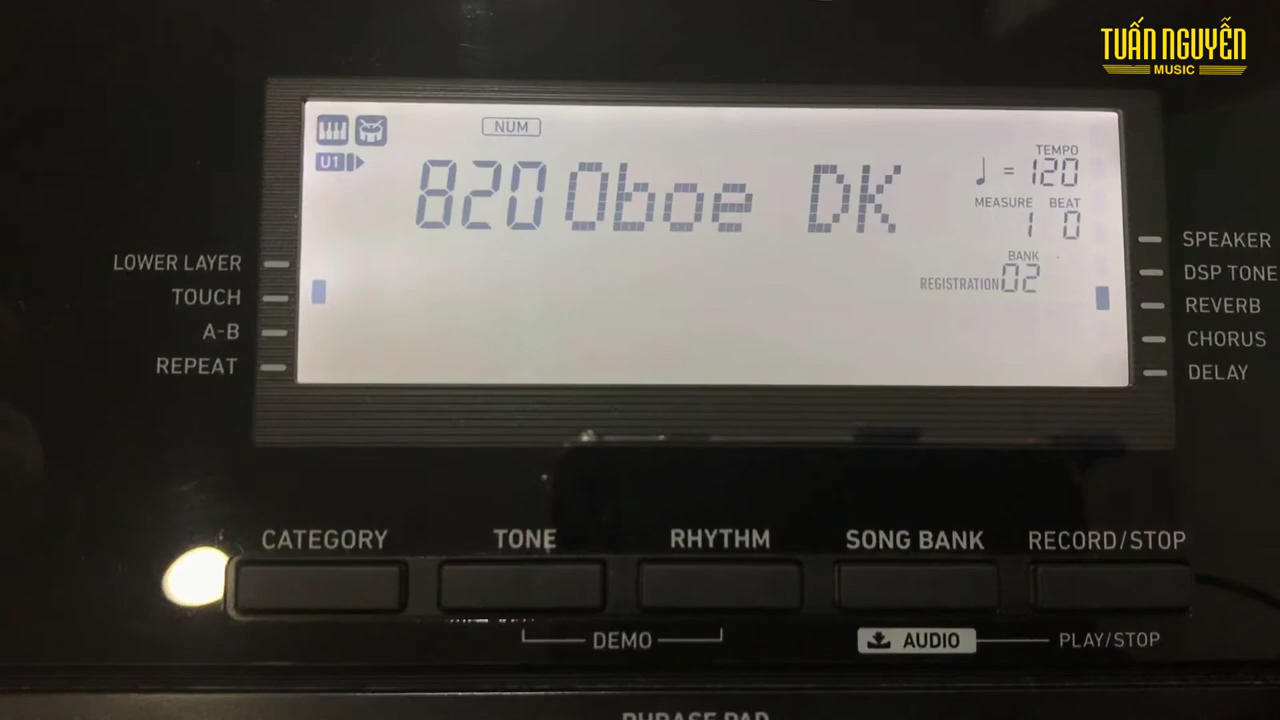 TUẤN NGUYỄN
MUSIC
NUM
U1
820 Oboe DK
TEMPO
= 120
MEASURE BEAT
1 0
BANK
REGISTRATION 02
LOWER LAYER
TOUCH
A-B
REPEAT
SPEAKER
DSP TONE
REVERB
CHORUS
DELAY
CATEGORY TONE RHYTHM SONG BANK RECORD/STOP
DEMO AUDIO PLAY/STOP
PHRASE PAD